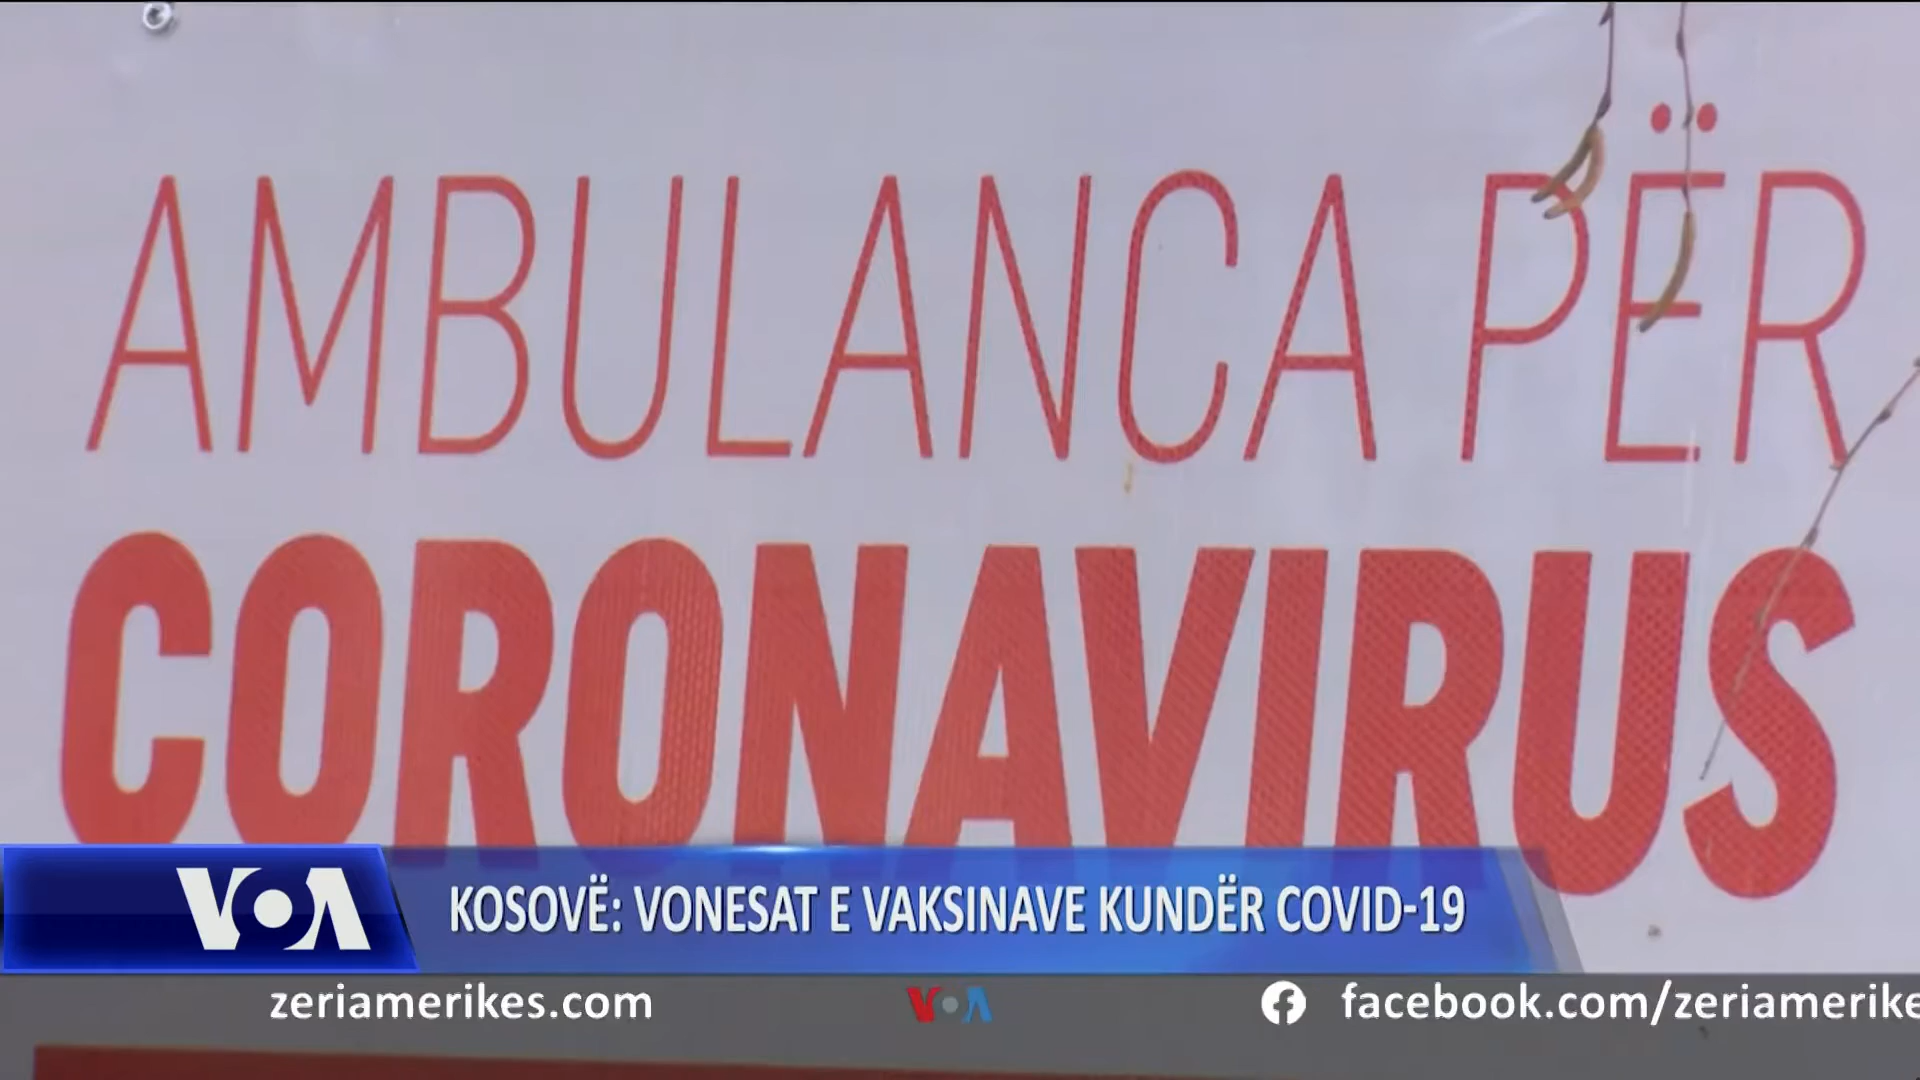 AMBULANCA PËR
CORONAVIRUS
VOA KOSOVË: VONESAT E VAKSINAVE KUNDËR COVID-19
zeriamerikes.com VOA facebook.com/zeriamerike